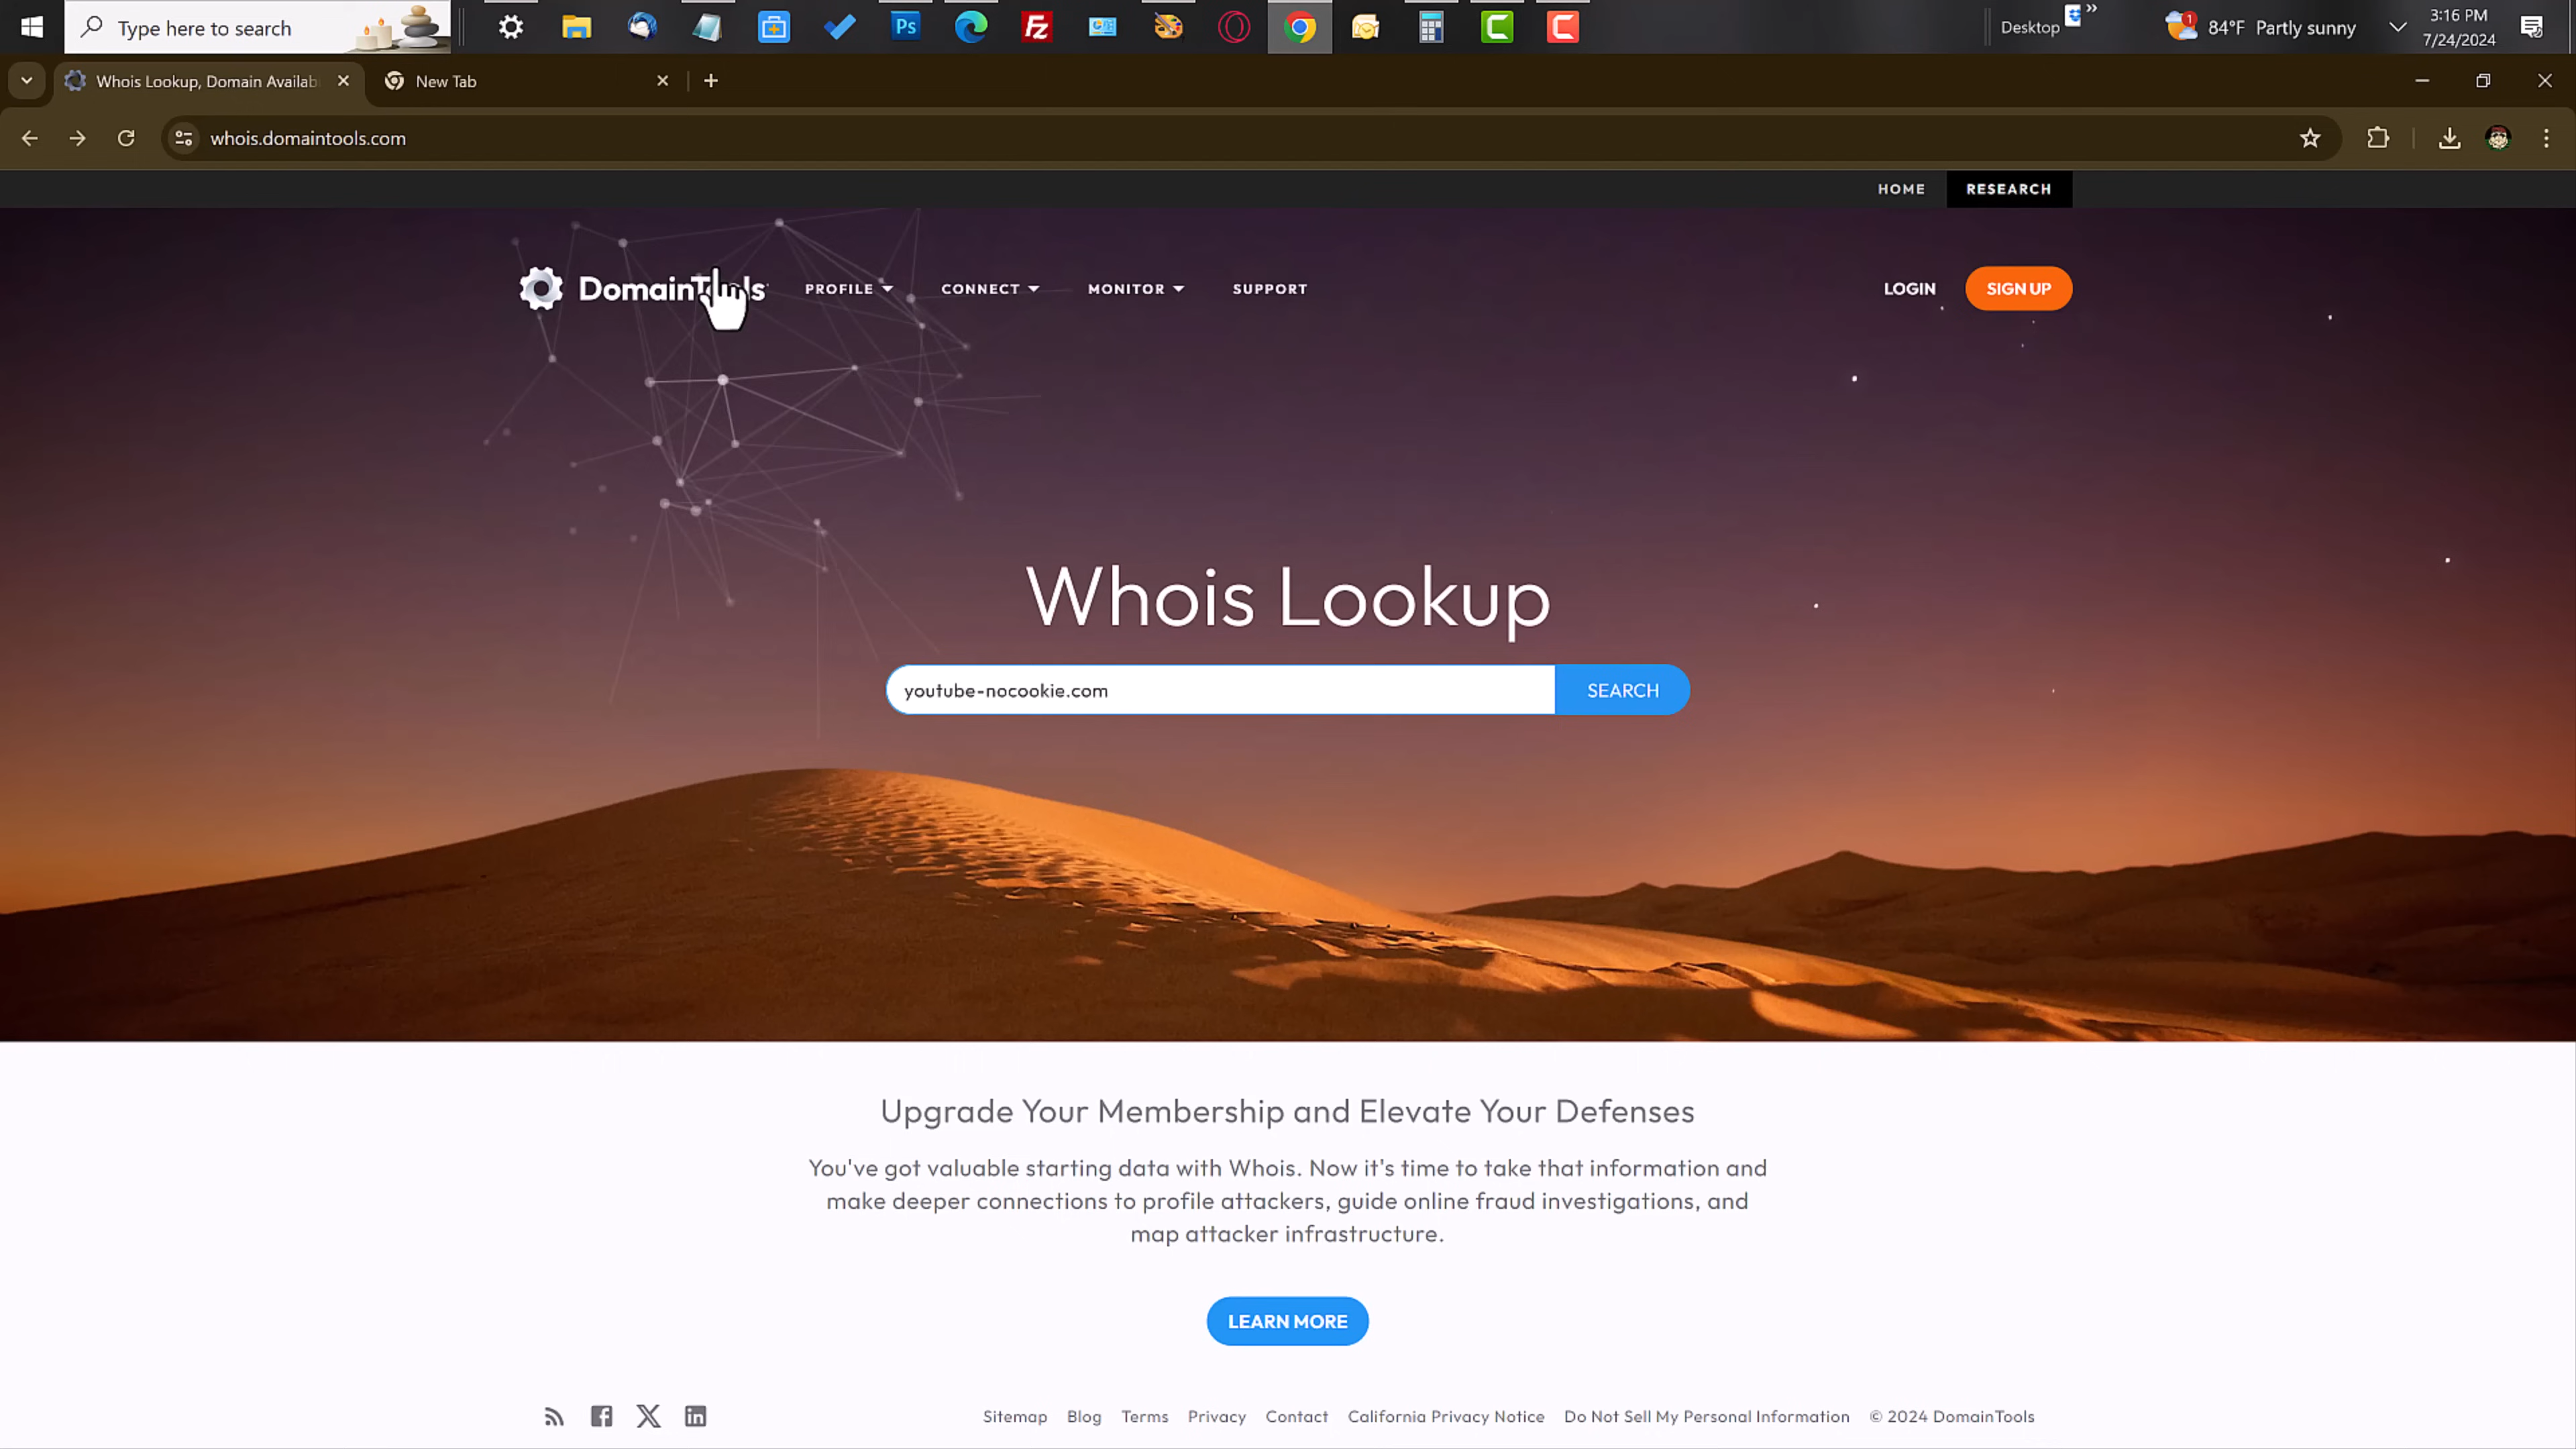 Type here to search
Ps
Fz
Desktop
»
1
84°F Partly sunny
3:16 PM
7/24/2024
Whois Lookup, Domain Availab
New Tab
whois.domaintools.com
HOME
RESEARCH
DomainTools
PROFILE
CONNECT
MONITOR
SUPPORT
LOGIN
SIGN UP
Whois Lookup
youtube-nocookie.com
SEARCH
Upgrade Your Membership and Elevate Your Defenses
You've got valuable starting data with Whois. Now it's time to take that information and
make deeper connections to profile attackers, guide online fraud investigations, and
map attacker infrastructure.
LEARN MORE
Sitemap Blog Terms Privacy Contact California Privacy Notice Do Not Sell My Personal Information © 2024 DomainTools